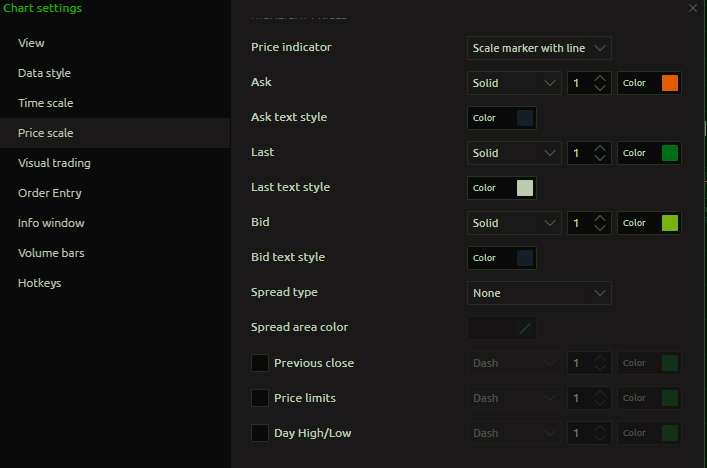 Chart settings
View
Data style
Time scale
Price scale
Visual trading
Order Entry
Info window
Volume bars
Hotkeys
Price indicator Scale marker with line
Ask Solid 1 Color
Ask text style Color
Last Solid 1 Color
Last text style Color
Bid Solid 1 Color
Bid text style Color
Spread type None
Spread area color
Previous close Dash 1 Color
Price limits Dash 1 Color
Day High/Low Dash 1 Color